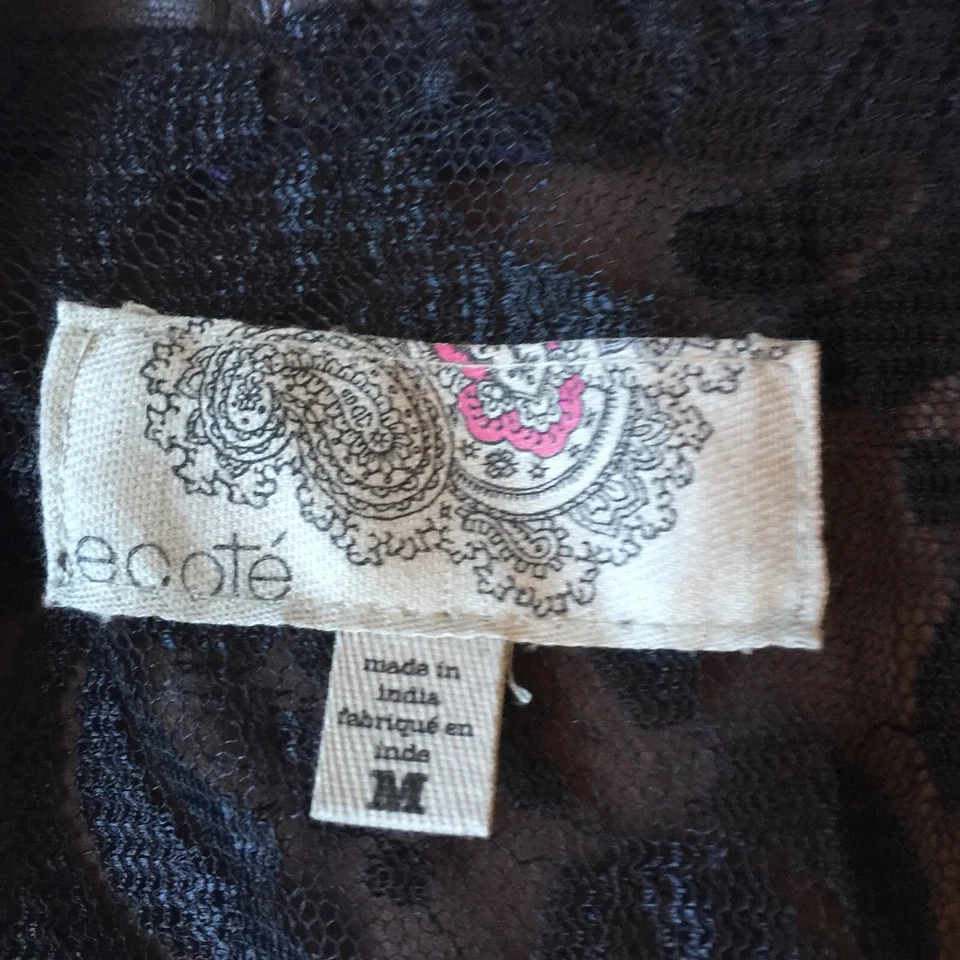 ecoté
made in
india
fabriqué en
inde
M